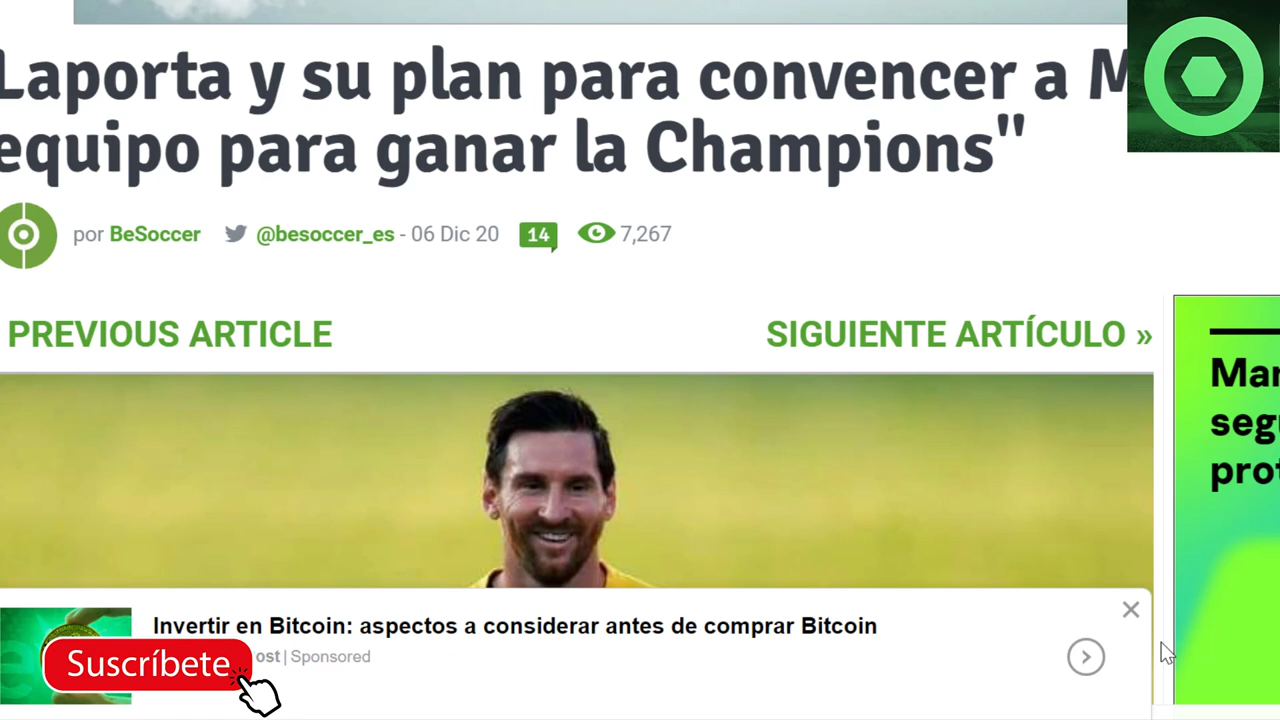 Laporta y su plan para convencer a M
equipo para ganar la Champions"
por BeSoccer @besoccer_es - 06 Dic 20 14 7,267
PREVIOUS ARTICLE SIGUIENTE ARTÍCULO »
Mar
segu
prot
Invertir en Bitcoin: aspectos a considerar antes de comprar Bitcoin
ost | Sponsored
Suscríbete